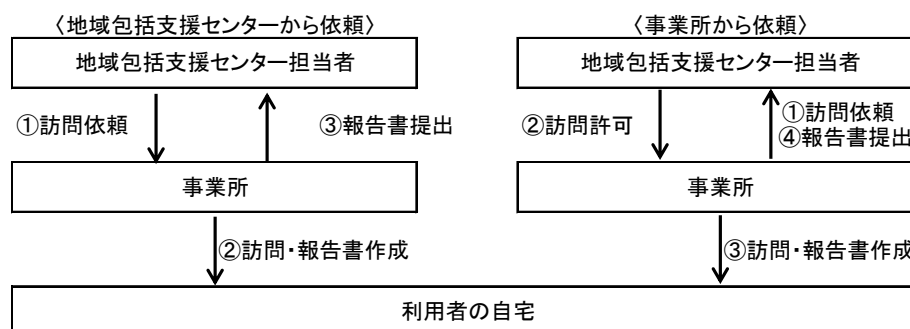 〈地域包括支援センターから依頼〉
地域包括支援センター担当者
①訪問依頼
③報告書提出
事業所
②訪問・報告書作成
〈事業所から依頼〉
地域包括支援センター担当者
②訪問許可
①訪問依頼
④報告書提出
事業所
③訪問・報告書作成
利用者の自宅